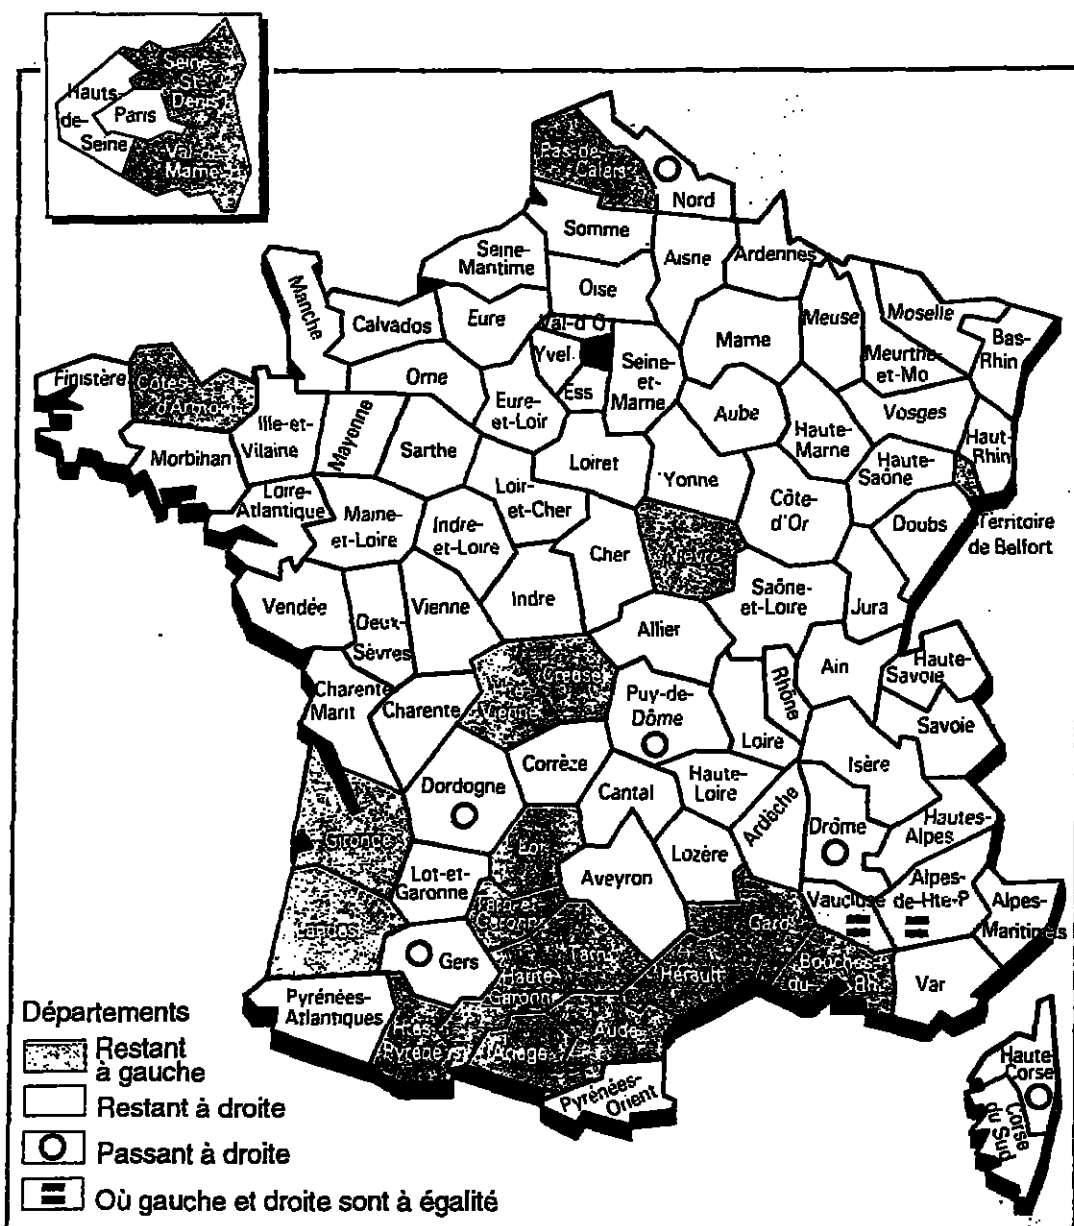 Seine
St
Denis
Hauts-
de-
Seine
Paris
Val-de
Marne
Pas-de-
Calais
Nord
Somme
Seine-
Maritime
Aisne
Ardennes
Oise
Manche
Calvados
Eure
Val-d'O
Yvel.
Ess
Seine-
et-
Marne
Marne
Meuse
Moselle
Meurthe-
et-Mo
Bas-
Rhin
Finistère
Côtes-
d'Armor
Orne
Eure-
et-Loir
Aube
Haute-
Marne
Vosges
Haut-
Rhin
Ille-et-
Vilaine
Mayenne
Sarthe
Morbihan
Loiret
Yonne
Haute-
Saône
Loir-
et-Cher
Côte-
d'Or
Doubs
Territoire
de Belfort
Loire-
Atlantique
Maine-
et-Loire
Indre-
et-Loire
Cher
Nièvre
Saône-
et-Loire
Jura
Vendée
Deux-
Sèvres
Vienne
Indre
Allier
Ain
Haute-
Savoie
Charente
Marit
Charente
Vienne
Creuse
Puy-de-
Dôme
Rhône
Loire
Savoie
Isère
Corrèze
Dordogne
Cantal
Haute-
Loire
Ardèche
Drôme
Hautes-
Alpes
Gironde
Lot
Lot-et-
Garonne
Aveyron
Lozère
Vaucluse
Alpes-
de-Hte-P
Alpes-
Maritimes
Landes
Tarn-et-
Garonne
Gers
Tarn
Gard
Hérault
Bouches-
du-
Rh.
Var
Haute
Garonn
Pyrénées-
Atlantiques
Htes
Pyrénées
Ariège
Aude
Pyrénées-
Orient
Haute-
Corse
Corse
du Sud
Départements
Restant
à gauche
Restant à droite
Passant à droite
Où gauche et droite sont à égalité